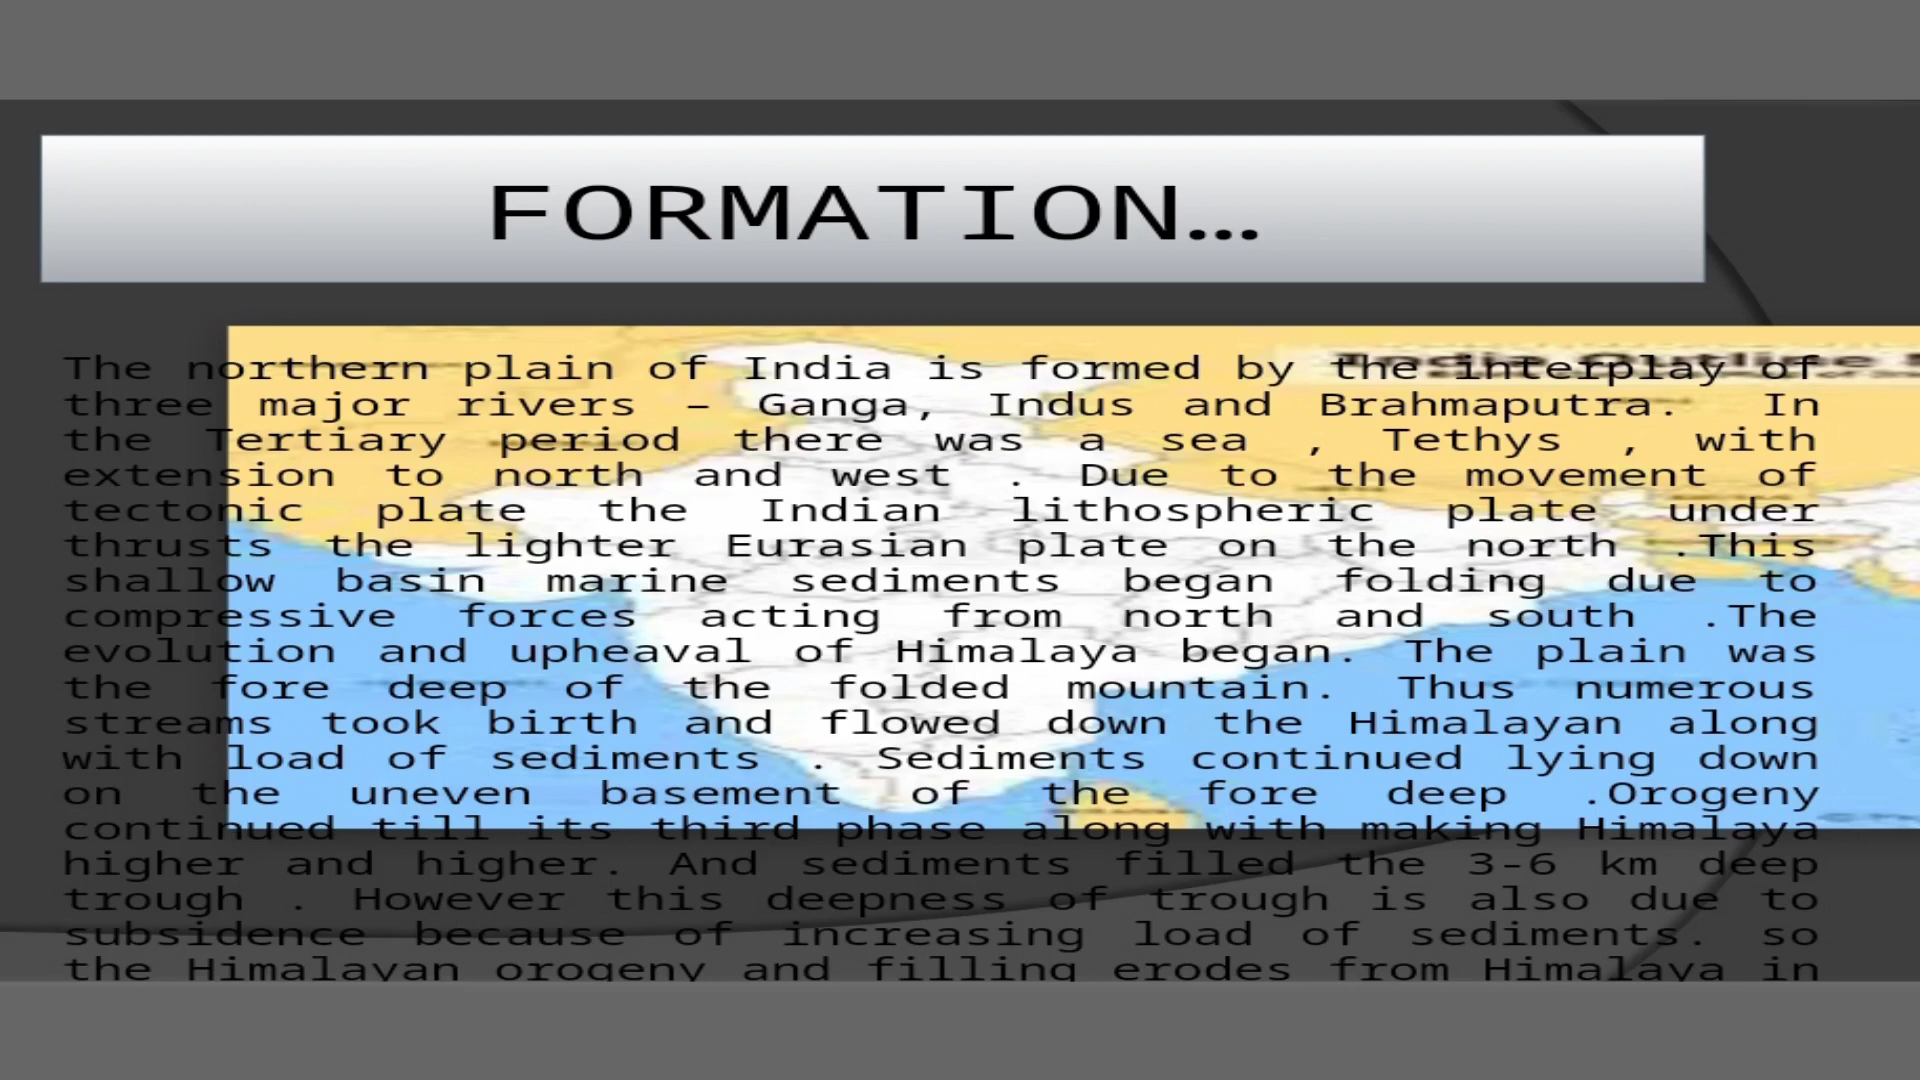 FORMATION...
The northern plain of India is formed by the interplay of
three major rivers – Ganga, Indus and Brahmaputra. In
the Tertiary period there was a sea , Tethys , with
extension to north and west . Due to the movement of
tectonic plate the Indian lithospheric plate under
thrusts the lighter Eurasian plate on the north .This
shallow basin marine sediments began folding due to
compressive forces acting from north and south .The
evolution and upheaval of Himalaya began. The plain was
the fore deep of the folded mountain. Thus numerous
streams took birth and flowed down the Himalayan along
with load of sediments . Sediments continued lying down
on the uneven basement of the fore deep .Orogeny
continued till its third phase along with making Himalaya
higher and higher. And sediments filled the 3-6 km deep
trough . However this deepness of trough is also due to
subsidence because of increasing load of sediments. so
the Himalayan orogeny and filling erodes from Himalaya in